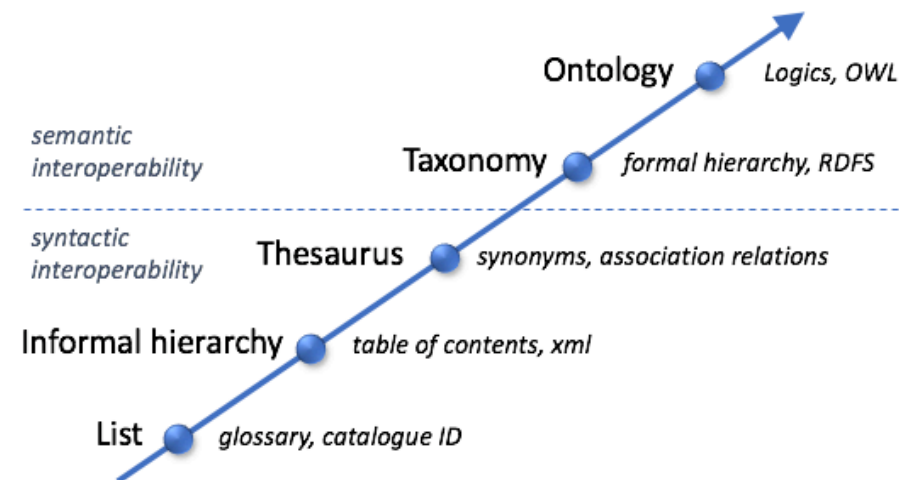 Ontology
Logics, OWL
semantic
interoperability
Taxonomy
formal hierarchy, RDFS
syntactic
interoperability
Thesaurus
synonyms, association relations
Informal hierarchy
table of contents, xml
List
glossary, catalogue ID